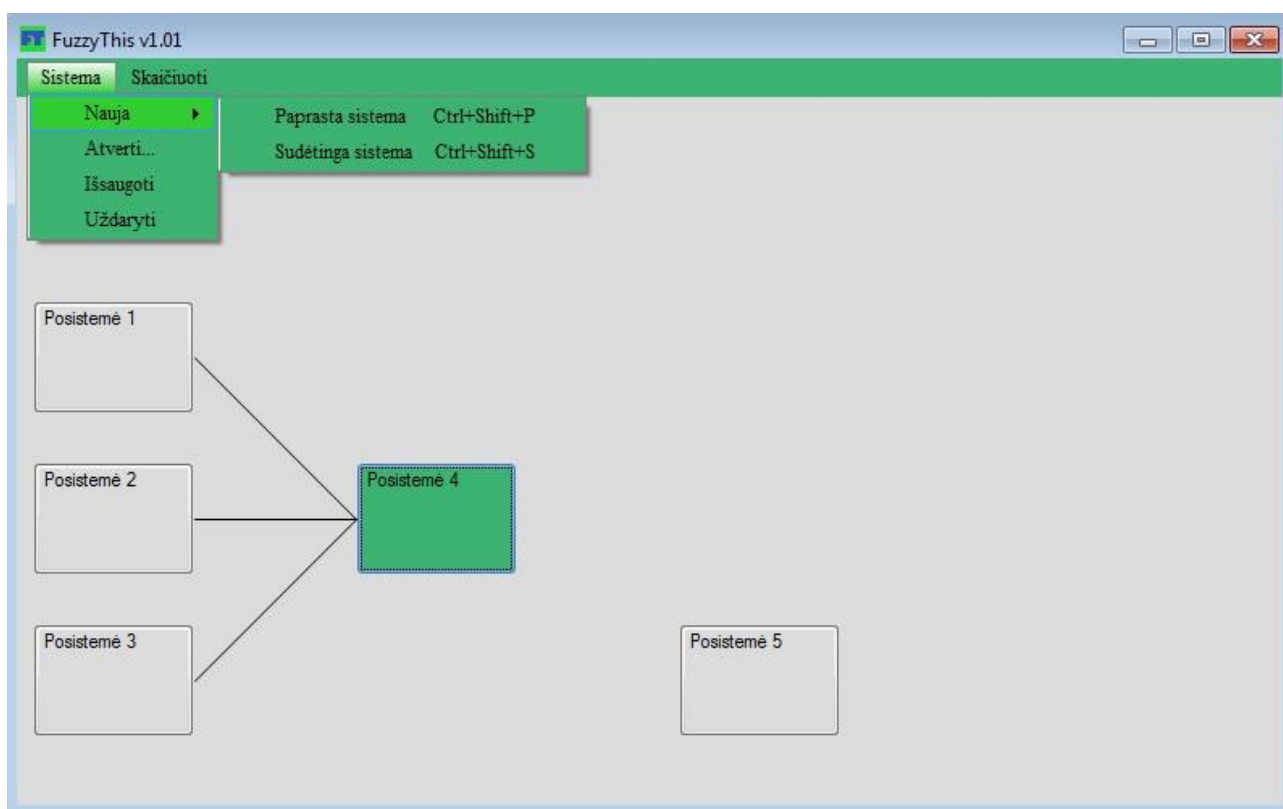 FT FuzzyThis v1.01
Sistema Skaičiuoti
Nauja
Paprasta sistema Ctrl+Shift+P
Atverti...
Sudėtinga sistema Ctrl+Shift+S
Išsaugoti
Uždaryti
Posistemė 1
Posistemė 2
Posistemė 4
Posistemė 3
Posistemė 5